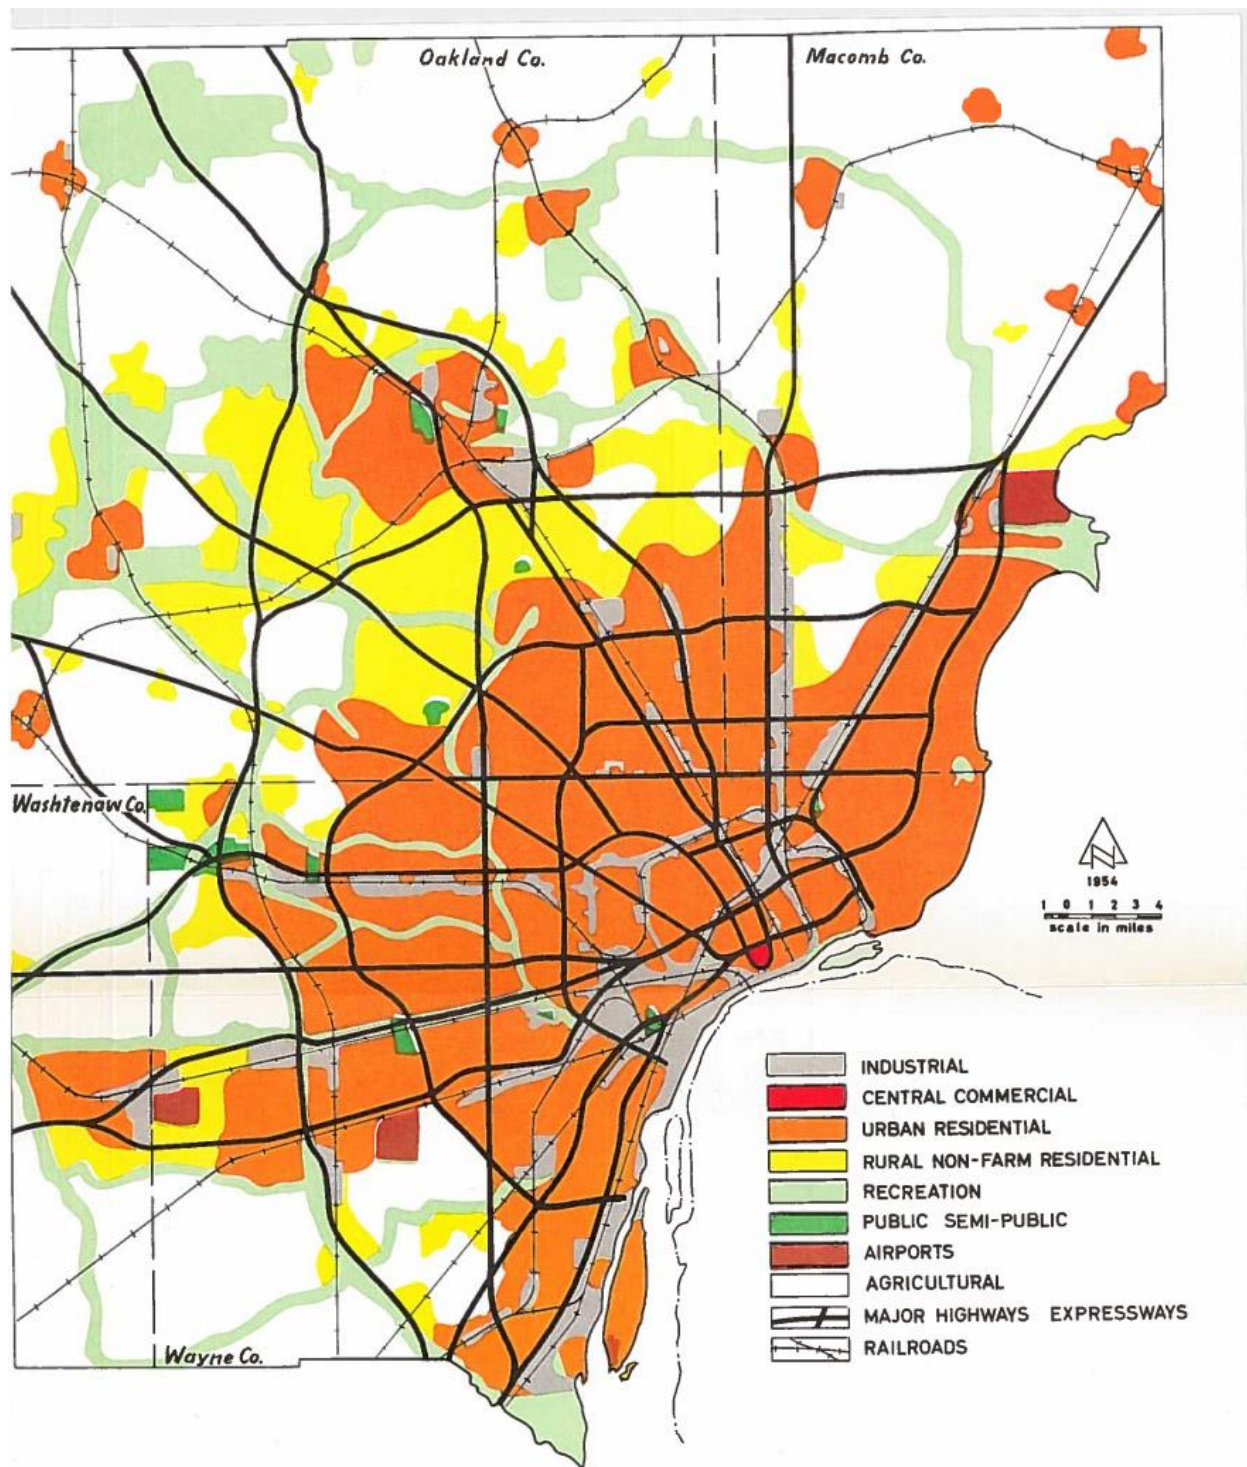 Oakland Co.
Macomb Co.
Washtenaw Co.
N
1954
1 0 1 2 3 4
scale in miles
INDUSTRIAL
CENTRAL COMMERCIAL
URBAN RESIDENTIAL
RURAL NON-FARM RESIDENTIAL
RECREATION
PUBLIC SEMI-PUBLIC
AIRPORTS
AGRICULTURAL
MAJOR HIGHWAYS EXPRESSWAYS
RAILROADS
Wayne Co.